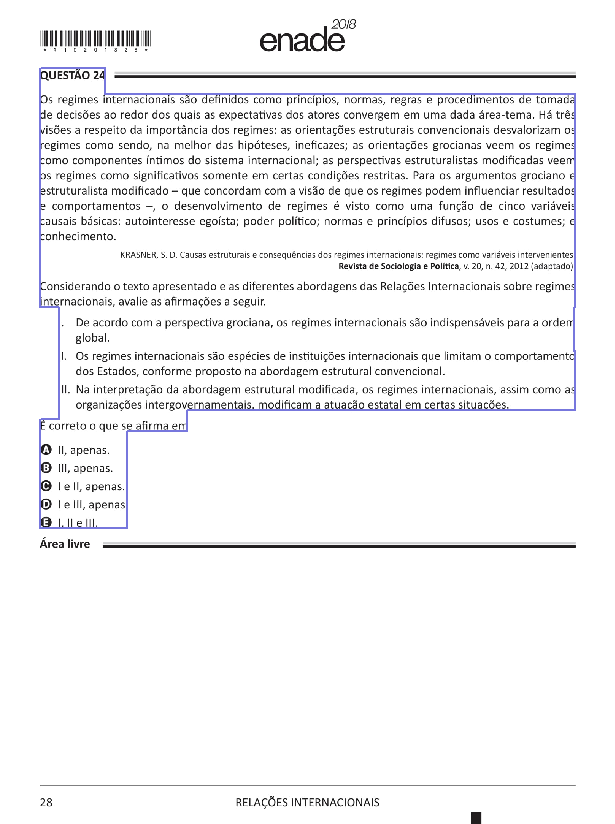 enade 2018
*R1020182​8*
QUESTÃO 24
Os regimes internacionais são definidos como princípios, normas, regras e procedimentos de tomada
de decisões ao redor dos quais as expectativas dos atores convergem em uma dada área-tema. Há três
visões a respeito da importância dos regimes: as orientações estruturais convencionais desvalorizam os
regimes como sendo, na melhor das hipóteses, ineficazes; as orientações grocianas veem os regimes
como componentes íntimos do sistema internacional; as perspectivas estruturalistas modificadas veem
os regimes como significativos somente em certas condições restritas. Para os argumentos grociano e
estruturalista modificado – que concordam com a visão de que os regimes podem influenciar resultados
e comportamentos –, o desenvolvimento de regimes é visto como uma função de cinco variáveis
causais básicas: autointeresse egoísta; poder político; normas e princípios difusos; usos e costumes; e
conhecimento.
KRASNER, S. D. Causas estruturais e consequências dos regimes internacionais: regimes como variáveis intervenientes.
Revista de Sociologia e Política, v. 20, n. 42, 2012 (adaptado)
Considerando o texto apresentado e as diferentes abordagens das Relações Internacionais sobre regimes
internacionais, avalie as afirmações a seguir.
I. De acordo com a perspectiva grociana, os regimes internacionais são indispensáveis para a ordem
global.
II. Os regimes internacionais são espécies de instituições internacionais que limitam o comportamento
dos Estados, conforme proposto na abordagem estrutural convencional.
III. Na interpretação da abordagem estrutural modificada, os regimes internacionais, assim como as
organizações intergovernamentais, modificam a atuação estatal em certas situações.
É correto o que se afirma em
A II, apenas.
B III, apenas.
C I e II, apenas.
D I e III, apenas
E I, II e III.
Área livre
28
RELAÇÕES INTERNACIONAIS